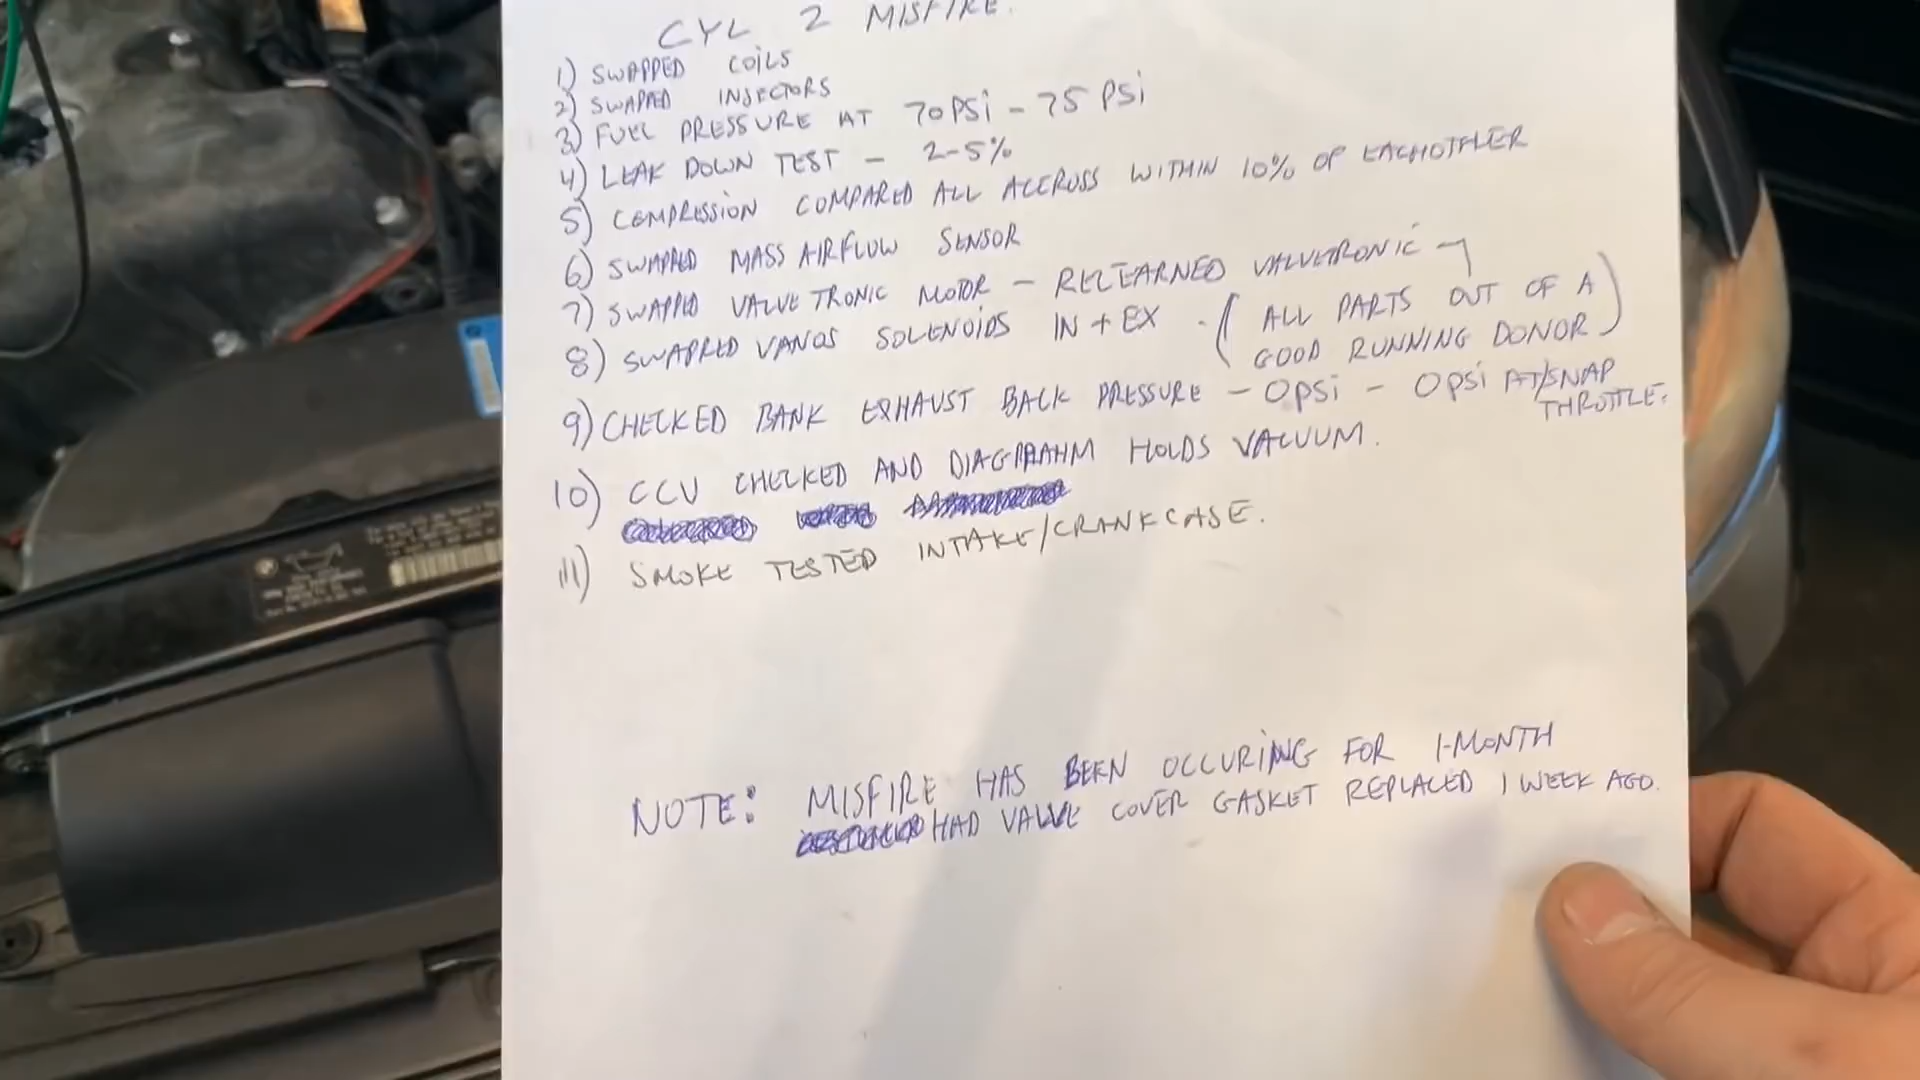 CYL 2 MISFIRE.
1) SWAPPED COILS
2) SWAPPED INJECTORS
3) FUEL PRESSURE AT 70PSi - 75 PSi
4) LEAK DOWN TEST - 2-5%
5) COMPRESSION COMPARED ALL ACCROSS WITHIN 10% OF EACHOTHER
6) SWAPPED MASS AIRFLOW SENSOR
7) SWAPPED VALVETRONIC MOTOR - RELEARNED VALVETRONIC
8) SWAPPED VANOS SOLENOIDS IN + EX - (ALL PARTS OUT OF A
GOOD RUNNING DONOR)
9) CHECKED BANK EXHAUST BACK PRESSURE - 0PSi - 0PSi AT/SNAP
THROTTLE.
10) CCV CHECKED AND DIAGPRAHM HOLDS VACUUM.
11) SMOKE TESTED INTAKE/CRANKCASE.
NOTE: MISFIRE HAS BEEN OCCURING FOR 1-MONTH
HAD VALVE COVER GASKET REPLACED 1 WEEK AGO.